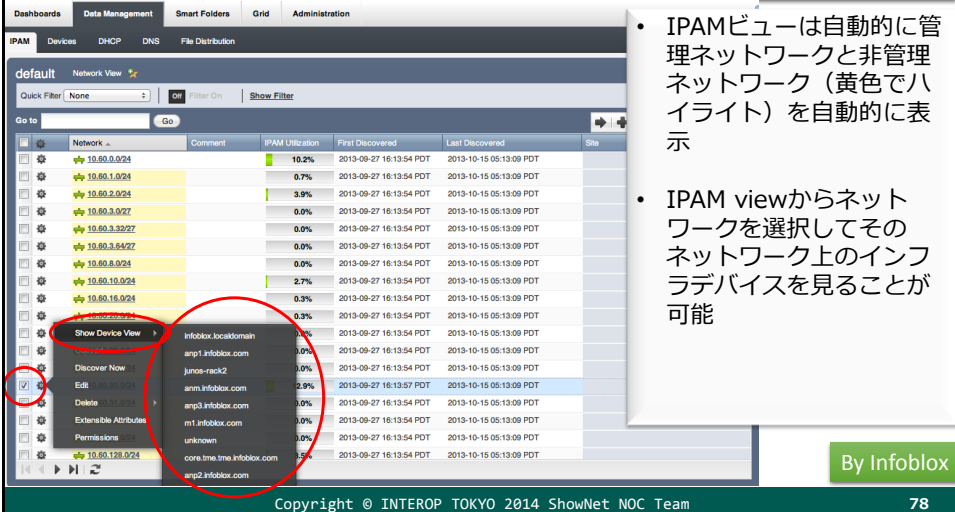 Dashboards Data Management Smart Folders Grid Administration
IPAM Devices DHCP DNS File Distribution
default Network View
Quick Filter None Off Filter On Show Filter
Go to Go
Network Comment IPAM Utilization First Discovered Last Discovered Site
10.60.0.0/24 10.2% 2013-09-27 16:13:54 PDT 2013-10-15 05:13:09 PDT
10.60.1.0/24 0.7% 2013-09-27 16:13:54 PDT 2013-10-15 05:13:09 PDT
10.60.2.0/24 3.9% 2013-09-27 16:13:54 PDT 2013-10-15 05:13:09 PDT
10.60.3.0/27 0.0% 2013-09-27 16:13:54 PDT 2013-10-15 05:13:09 PDT
10.60.3.32/27 0.0% 2013-09-27 16:13:54 PDT 2013-10-15 05:13:09 PDT
10.60.3.64/27 0.0% 2013-09-27 16:13:54 PDT 2013-10-15 05:13:09 PDT
10.60.8.0/24 0.0% 2013-09-27 16:13:54 PDT 2013-10-15 05:13:09 PDT
10.60.10.0/24 2.7% 2013-09-27 16:13:54 PDT 2013-10-15 05:13:09 PDT
10.60.16.0/24 0.3% 2013-09-27 16:13:54 PDT 2013-10-15 05:13:09 PDT
0.3% 2013-09-27 16:13:54 PDT 2013-10-15 05:13:09 PDT
Show Device View infoblox.localdomain 2013-09-27 16:13:54 PDT 2013-10-15 05:13:09 PDT
anp1.infoblox.com 2013-09-27 16:13:54 PDT 2013-10-15 05:13:09 PDT
Discover Now junos-rack2 2013-09-27 16:13:54 PDT 2013-10-15 05:13:09 PDT
Edit anm.infoblox.com 2.9% 2013-09-27 16:13:57 PDT 2013-10-15 05:13:09 PDT
Delete anp3.infoblox.com 2013-09-27 16:13:54 PDT 2013-10-15 05:13:09 PDT
Extensible Attributes m1.infoblox.com 2013-09-27 16:13:54 PDT 2013-10-15 05:13:09 PDT
Permissions unknown 2013-09-27 16:13:54 PDT 2013-10-15 05:13:09 PDT
10.60.128.0/24 core.tme.tme.infoblox.com 2013-09-27 16:13:54 PDT 2013-10-15 05:13:09 PDT
anp2.infoblox.com
• IPAMビューは自動的に管
理ネットワークと非管理
ネットワーク（黄色でハ
イライト）を自動的に表
示
• IPAM viewからネット
ワークを選択してその
ネットワーク上のインフ
ラデバイスを見ることが
可能
By Infoblox
Copyright © INTEROP TOKYO 2014 ShowNet NOC Team 78